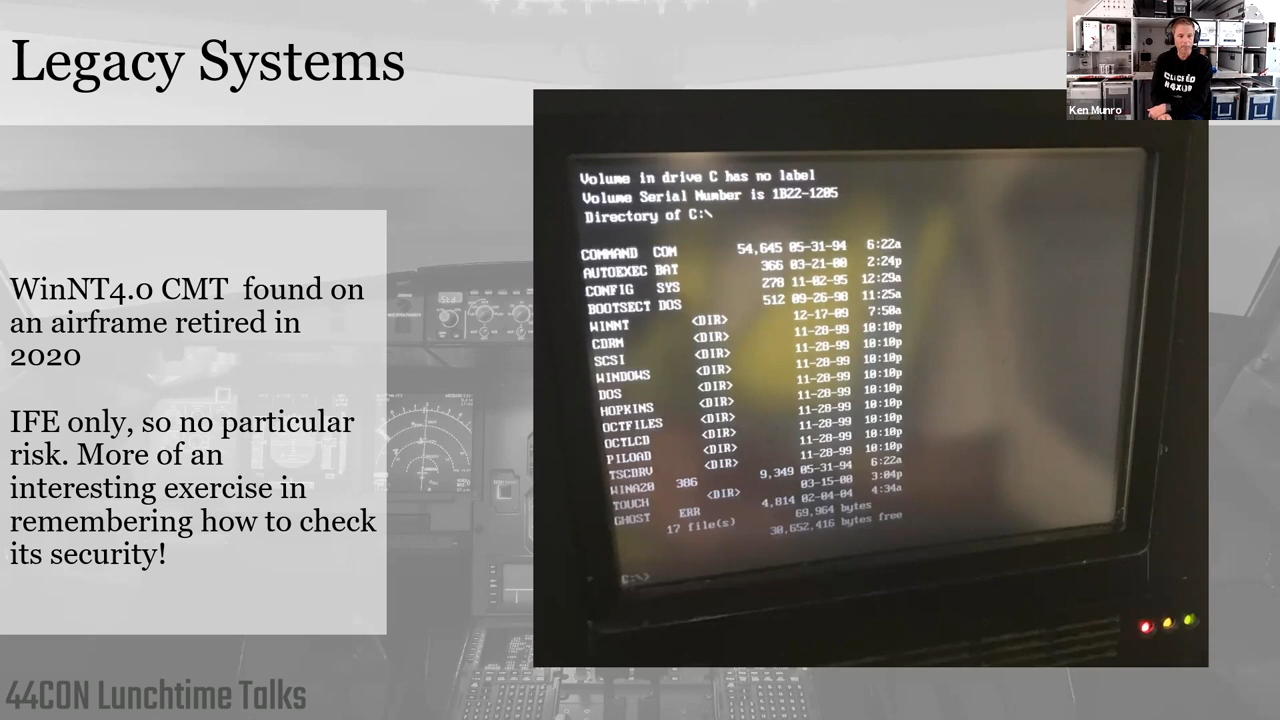 Legacy Systems
Ken Munro
WinNT4.0 CMT found on
an airframe retired in
2020
IFE only, so no particular
risk. More of an
interesting exercise in
remembering how to check
its security!
Volume in drive C has no label
Volume Serial Number is 1B22-1205
Directory of C:\
COMMAND COM 54,645 05-31-94 6:22a
AUTOEXEC BAT 366 03-21-00 2:24p
CONFIG SYS 278 11-02-95 12:29a
BOOTSECT DOS 512 09-26-98 11:25a
WINNT <DIR> 12-17-09 7:50a
CDRM <DIR> 11-28-99 10:10p
SCSI <DIR> 11-28-99 10:10p
WINDOWS <DIR> 11-28-99 10:10p
DOS <DIR> 11-28-99 10:10p
HOPKINS <DIR> 11-28-99 10:10p
OCTFILES <DIR> 11-28-99 10:10p
OCTLCD <DIR> 11-28-99 10:10p
PILOAD <DIR> 11-28-99 10:10p
TSCDRV <DIR> 11-28-99 10:10p
WINA20 386 9,349 05-31-94 6:22a
TOUCH <DIR> 03-15-00 3:04p
GHOST ERR 4,814 02-04-04 4:34a
17 file(s) 69,964 bytes
30,652,416 bytes free
C:\>
44CON Lunchtime Talks